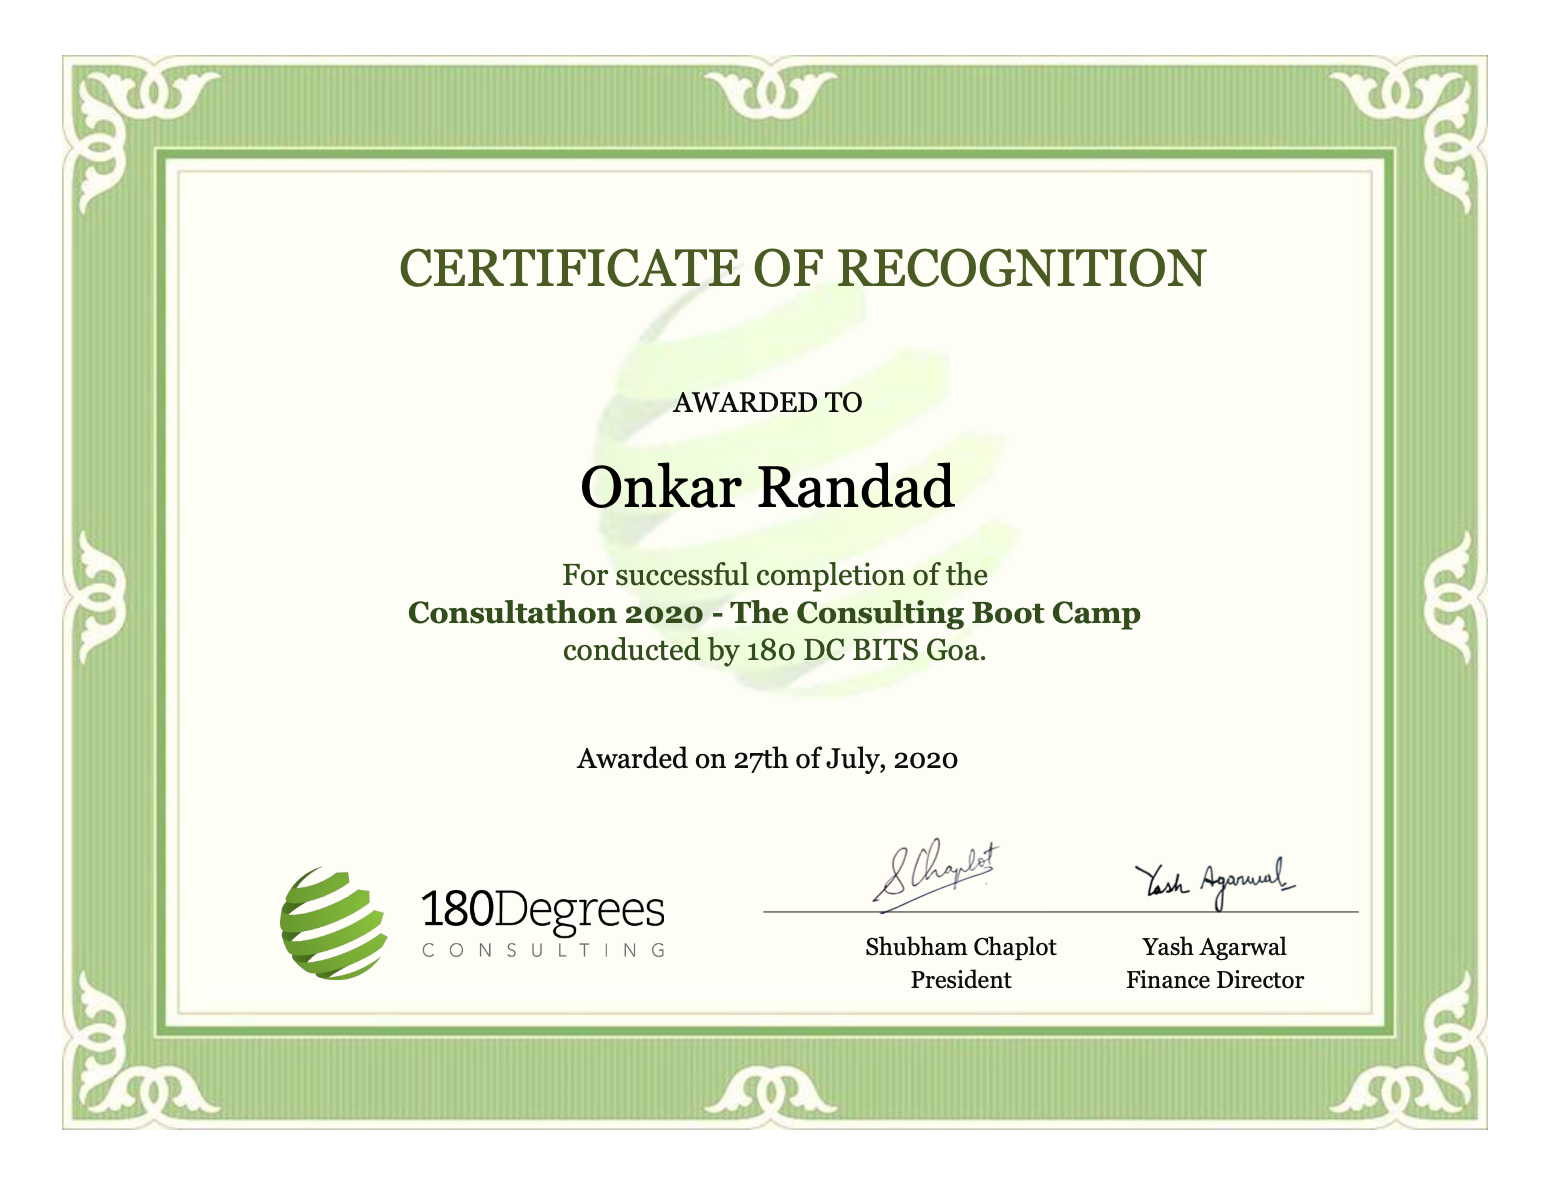 CERTIFICATE OF RECOGNITION
AWARDED TO
Onkar Randad
For successful completion of the
Consultathon 2020 - The Consulting Boot Camp
conducted by 180 DC BITS Goa.
Awarded on 27th of July, 2020
S Chaplot
Yash Agarwal
180Degrees
CONSULTING
Shubham Chaplot
President
Yash Agarwal
Finance Director